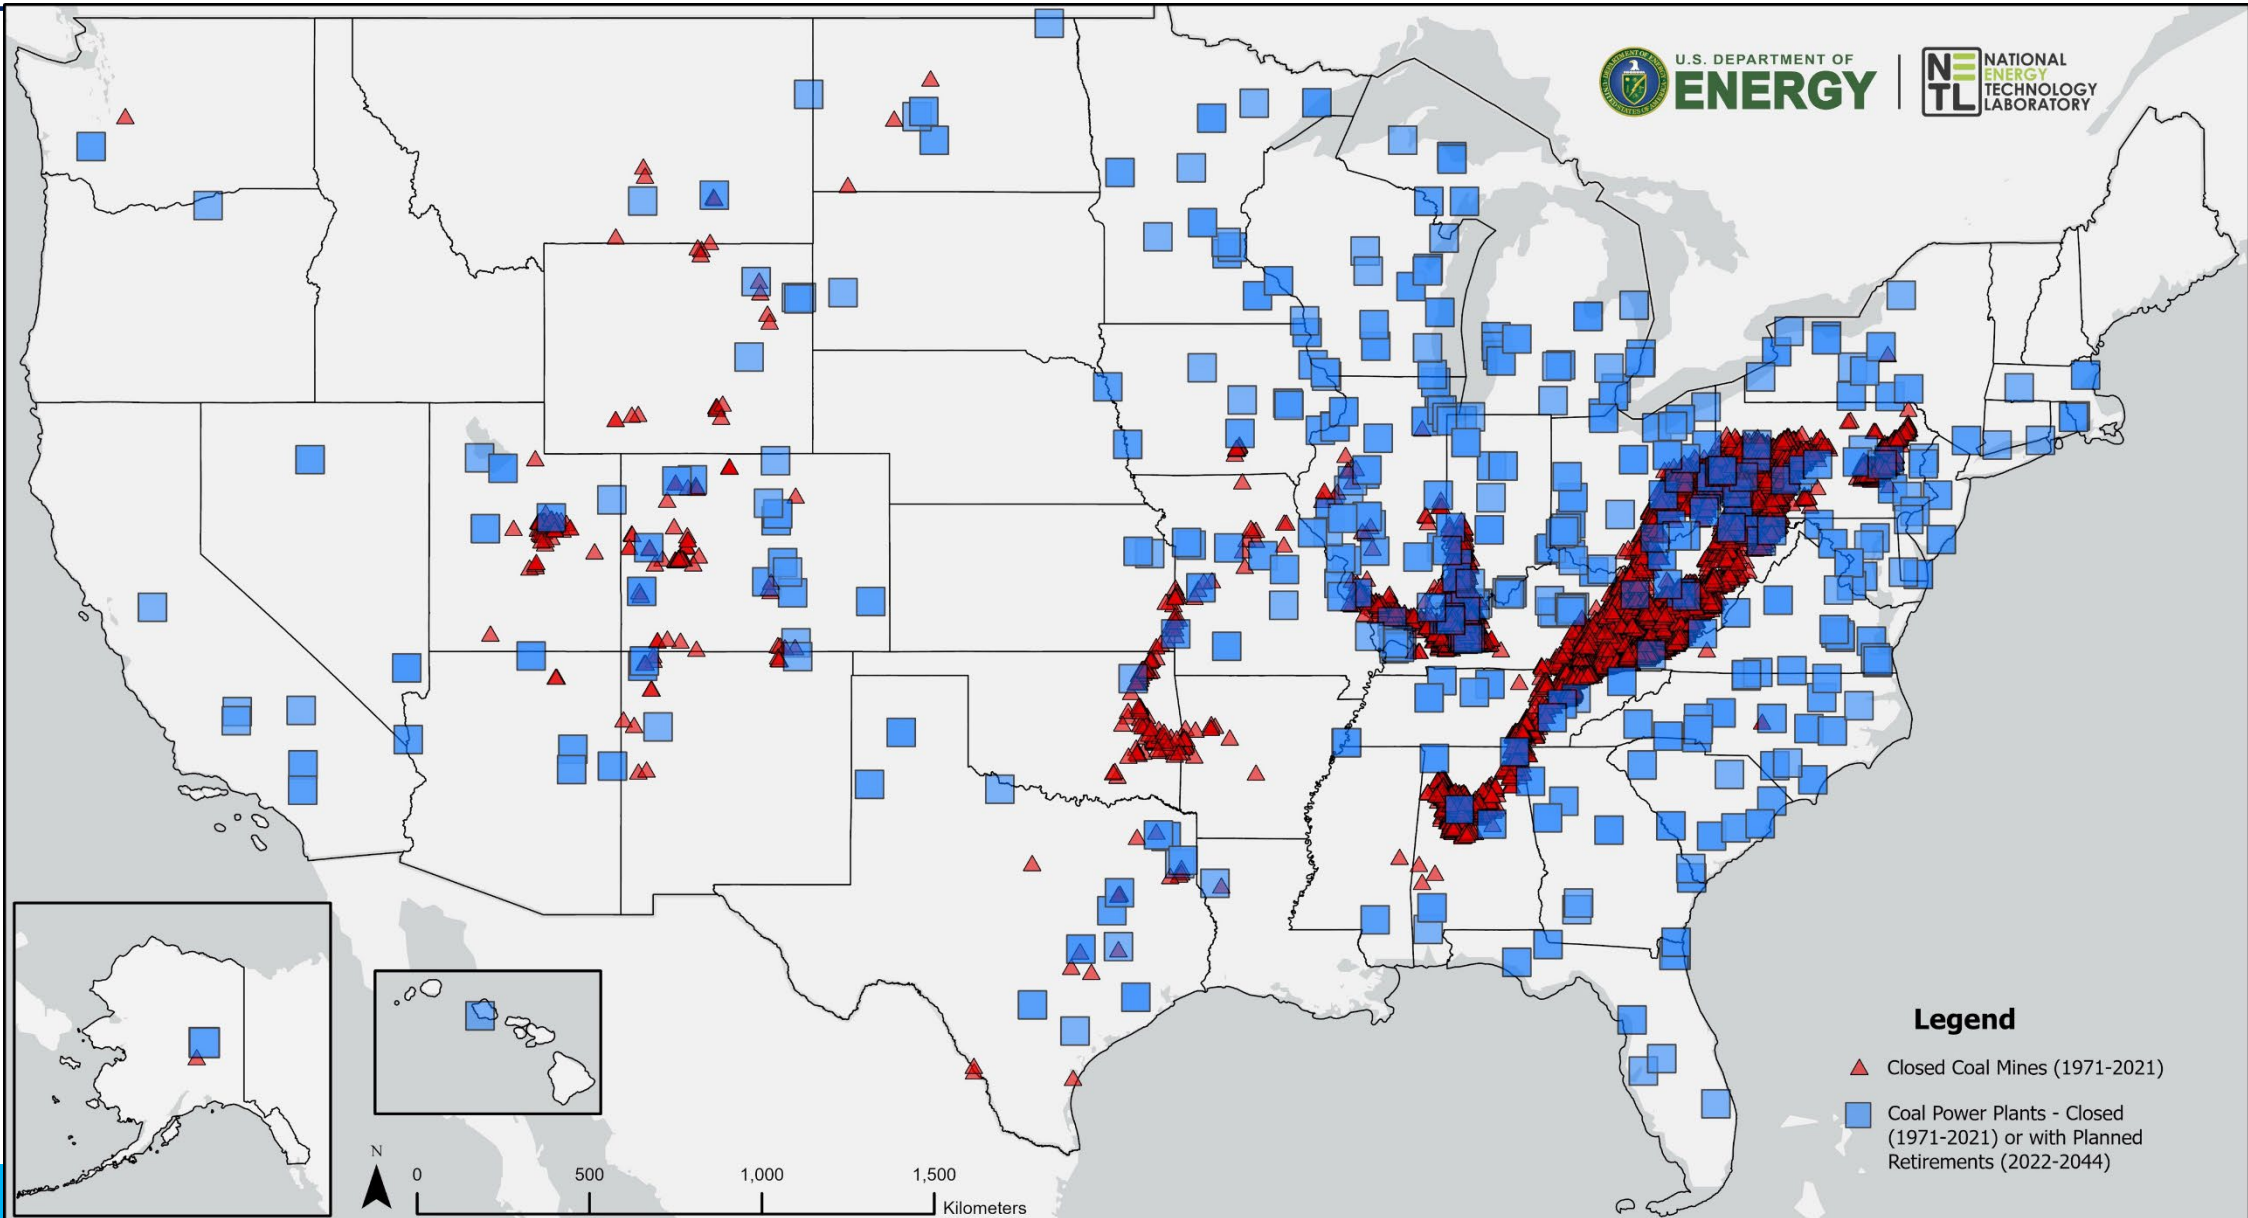 U.S. DEPARTMENT OF
ENERGY
NETL
NATIONAL
ENERGY
TECHNOLOGY
LABORATORY
Legend
Closed Coal Mines (1971-2021)
Coal Power Plants - Closed
(1971-2021) or with Planned
Retirements (2022-2044)
N
0 500 1,000 1,500
Kilometers